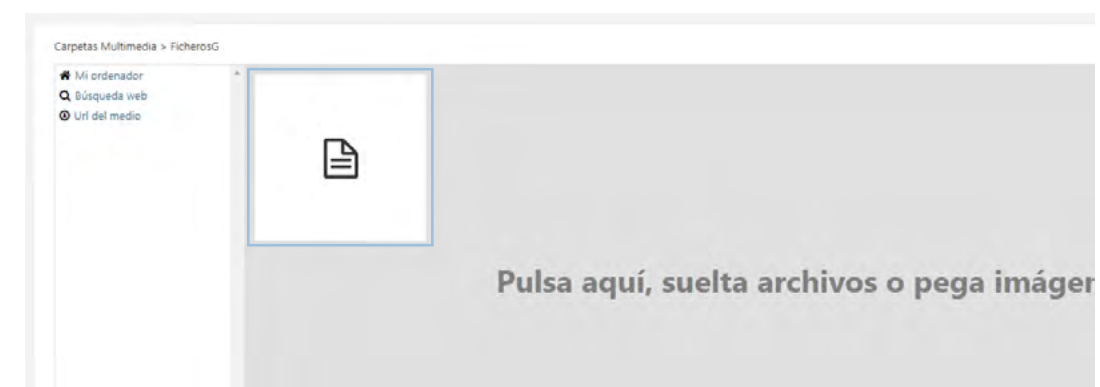 Carpetas Multimedia > FicherosG
Mi ordenador
Búsqueda web
Url del medio
Pulsa aquí, suelta archivos o pega imágen